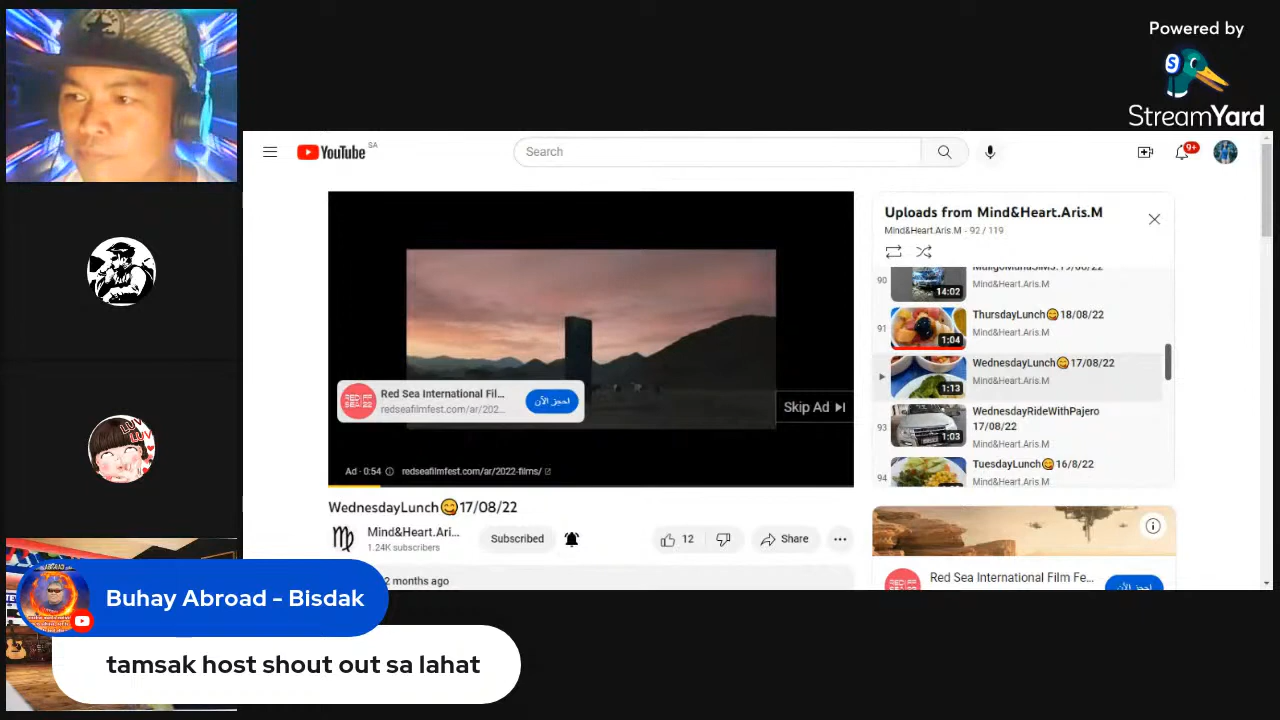 Powered by
StreamYard
YouTube SA
Search
9+
Skip Ad
Red Sea International Fil...
redseafilmfest.com/ar/202...
احجز الآن
Ad · 0:54
redseafilmfest.com/ar/2022-films/
WednesdayLunch😋17/08/22
Mind&Heart.Ari...
1.24K subscribers
Subscribed
12
Share
2 months ago
Uploads from Mind&Heart.Aris.M
Mind&Heart.Aris.M - 92 / 119
90
14:02
Mind&Heart.Aris.M
91
1:04
ThursdayLunch😋18/08/22
Mind&Heart.Aris.M
1:13
WednesdayLunch😋17/08/22
Mind&Heart.Aris.M
93
1:03
WednesdayRideWithPajero
17/08/22
Mind&Heart.Aris.M
94
TuesdayLunch😋16/8/22
Mind&Heart.Aris.M
Red Sea International Film Fe...
احجز الآن
Buhay Abroad - Bisdak
tamsak host shout out sa lahat